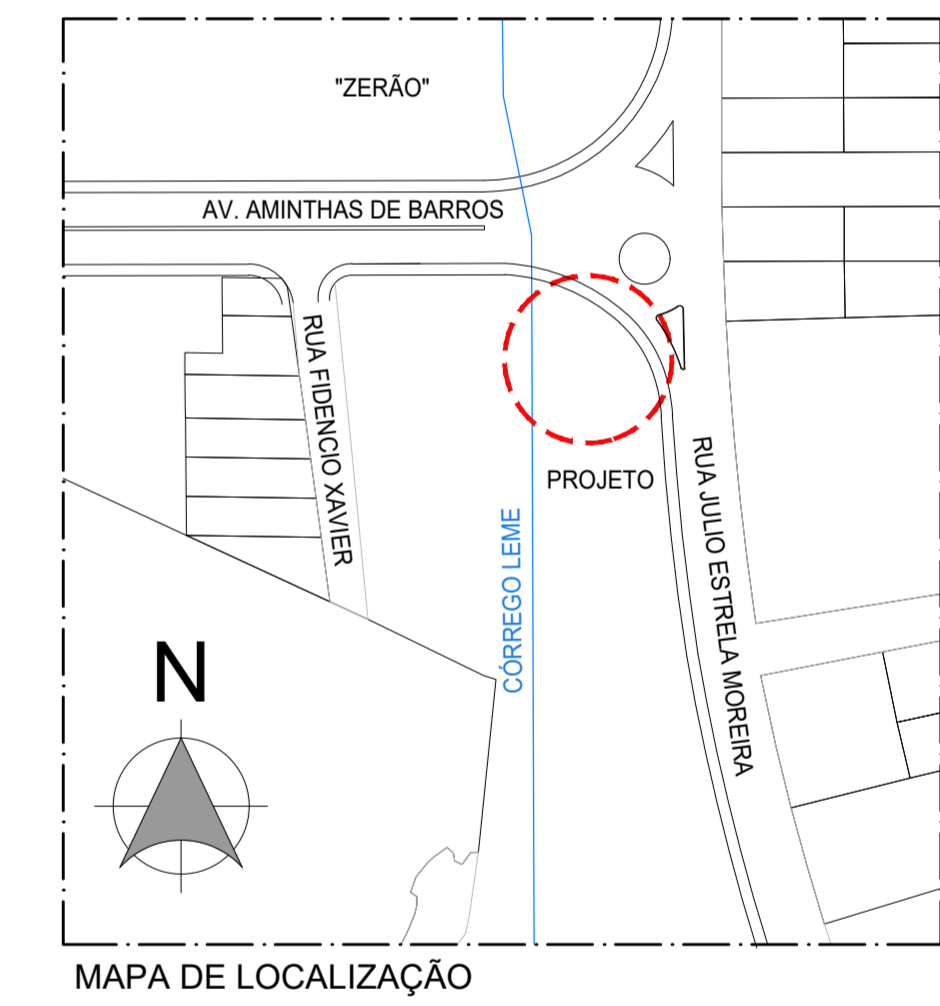 "ZERÃO"
AV. AMINTHAS DE BARROS
RUA FIDENCIO XAVIER
PROJETO
RUA JULIO ESTRELA MOREIRA
CÓRREGO LEME
N
MAPA DE LOCALIZAÇÃO